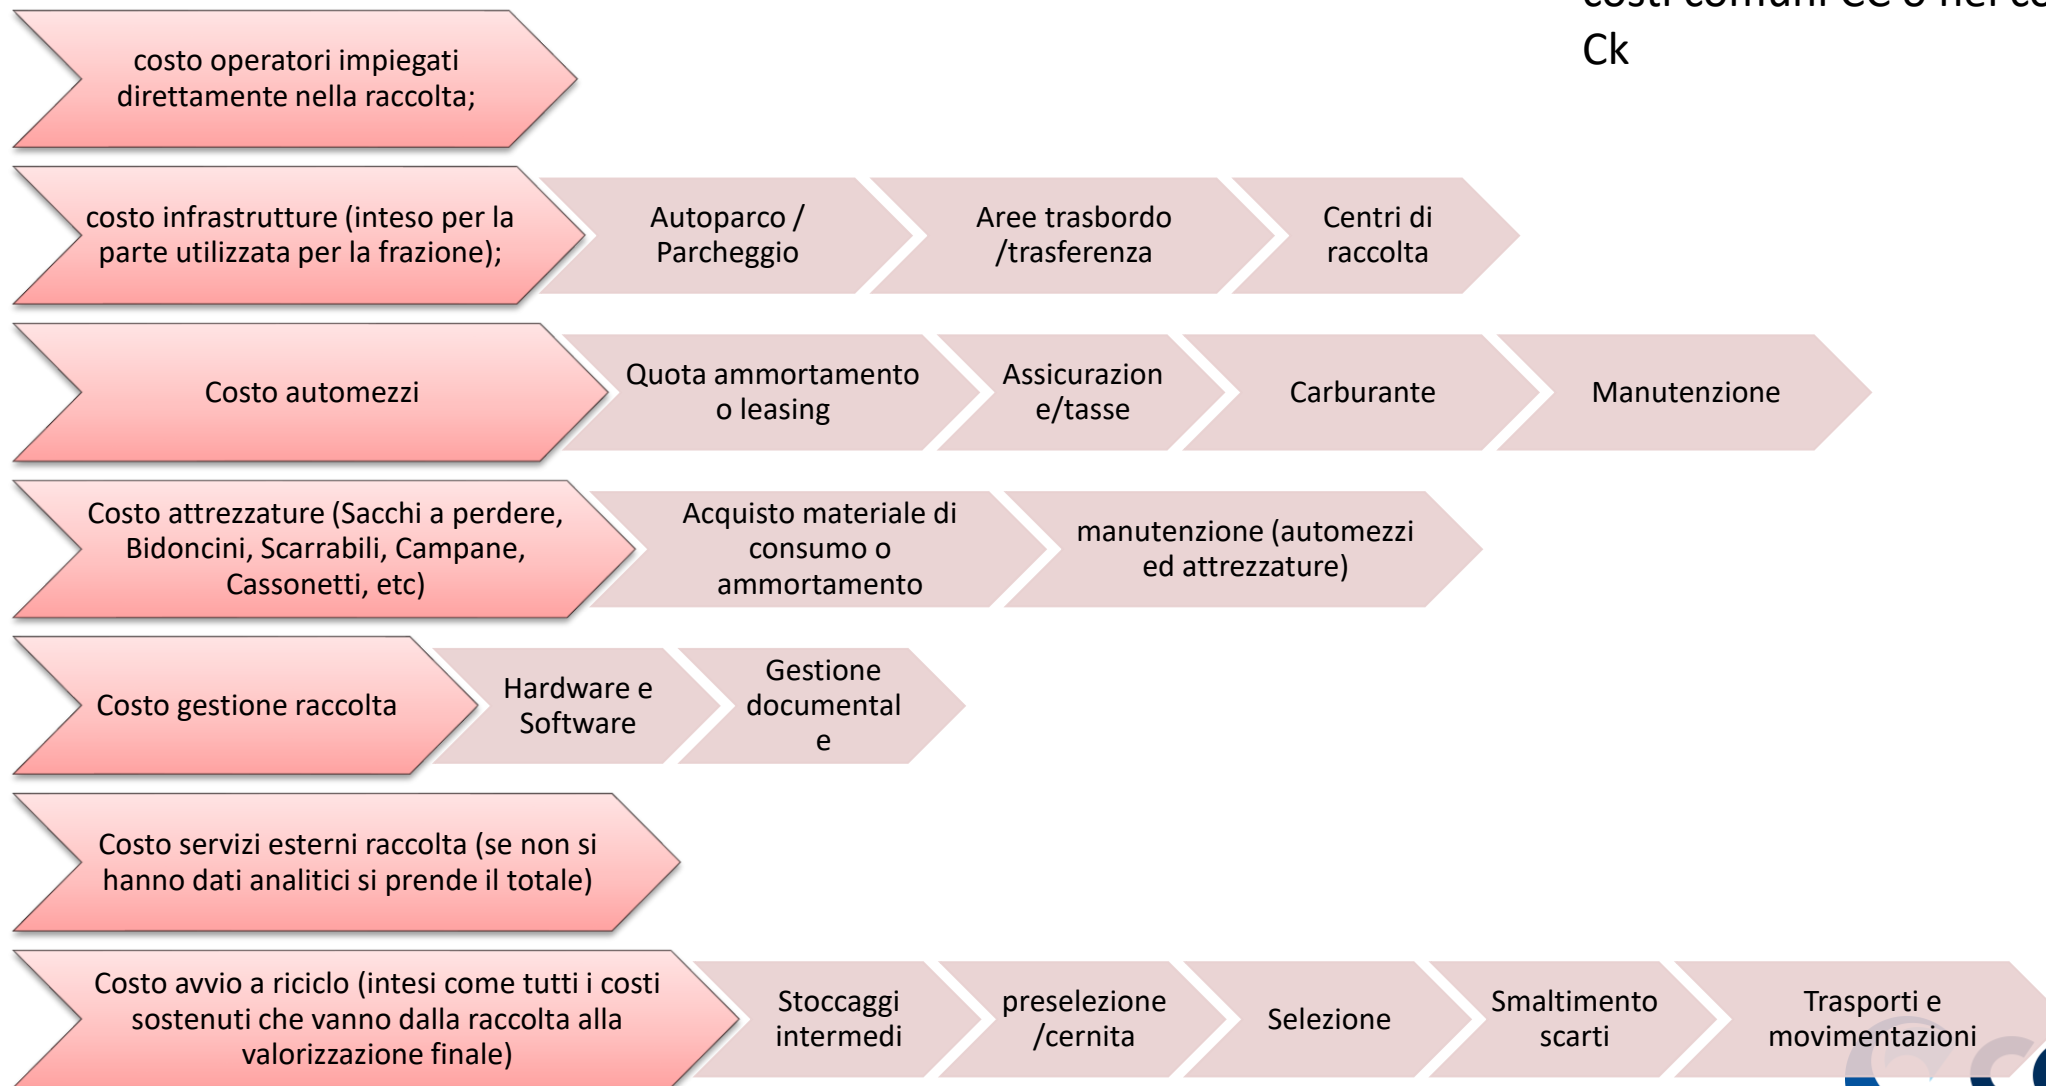 costi comuni CC o nei
Ck
costo operatori impiegati
direttamente nella raccolta;
costo infrastrutture (inteso per la
parte utilizzata per la frazione);
Autoparco /
Parcheggio
Aree trasbordo
/trasferenza
Centri di
raccolta
Costo automezzi
Quota ammortamento
o leasing
Assicurazion
e/tasse
Carburante
Manutenzione
Costo attrezzature (Sacchi a perdere,
Bidoncini, Scarrabili, Campane,
Cassonetti, etc)
Acquisto materiale di
consumo o
ammortamento
manutenzione (automezzi
ed attrezzature)
Costo gestione raccolta
Hardware e
Software
Gestione
documental
e
Costo servizi esterni raccolta (se non si
hanno dati analitici si prende il totale)
Costo avvio a riciclo (intesi come tutti i costi
sostenuti che vanno dalla raccolta alla
valorizzazione finale)
Stoccaggi
intermedi
preselezione
/cernita
Selezione
Smaltimento
scarti
Trasporti e
movimentazioni